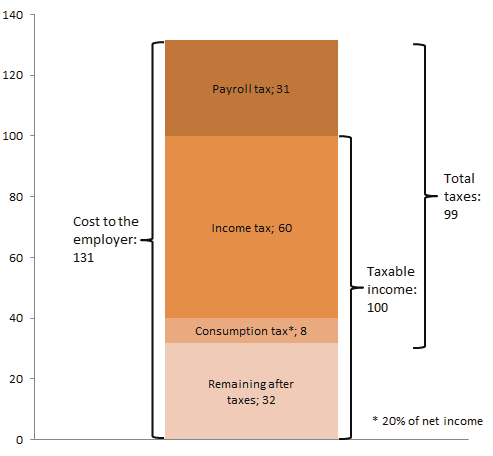 140
120
100
80
60
40
20
0
Payroll tax; 31
Income tax; 60
Consumption tax*; 8
Remaining after
taxes; 32
Cost to the
employer:
131
Taxable
income:
100
Total
taxes:
99
* 20% of net income